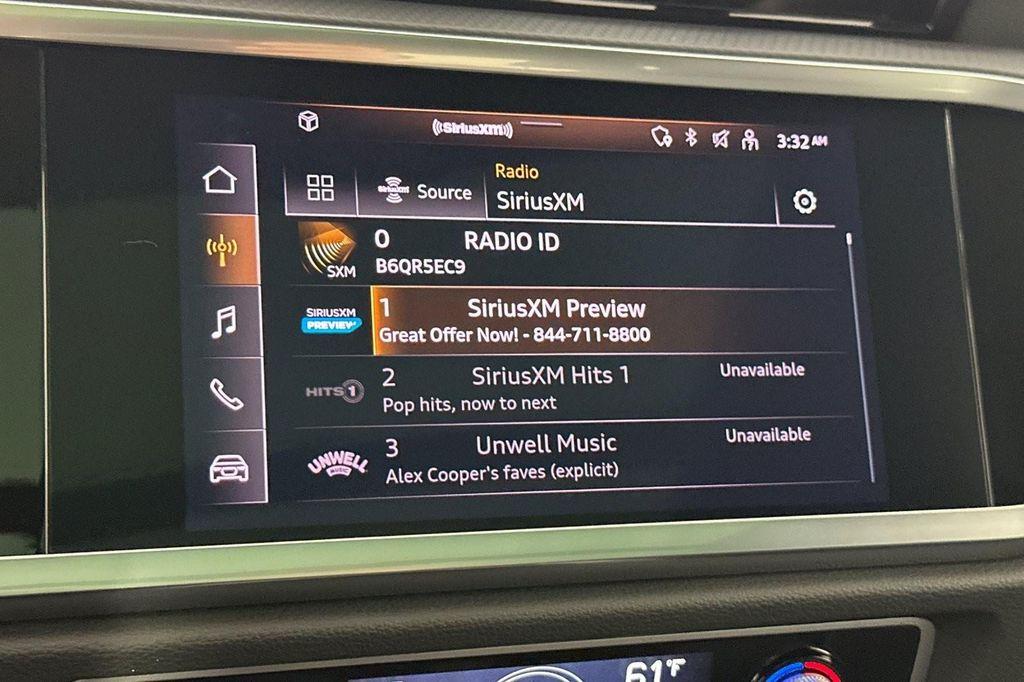 ((SiriusXM))
3:32 AM
SiriusXM Source
Radio
SiriusXM
SXM
0 RADIO ID
B6QR5EC9
SIRIUSXM
PREVIEW
1 SiriusXM Preview
Great Offer Now! - 844-711-8800
HITS 1
2 SiriusXM Hits 1 Unavailable
Pop hits, now to next
UNWELL
MUSIC
3 Unwell Music Unavailable
Alex Cooper's faves (explicit)
61°F